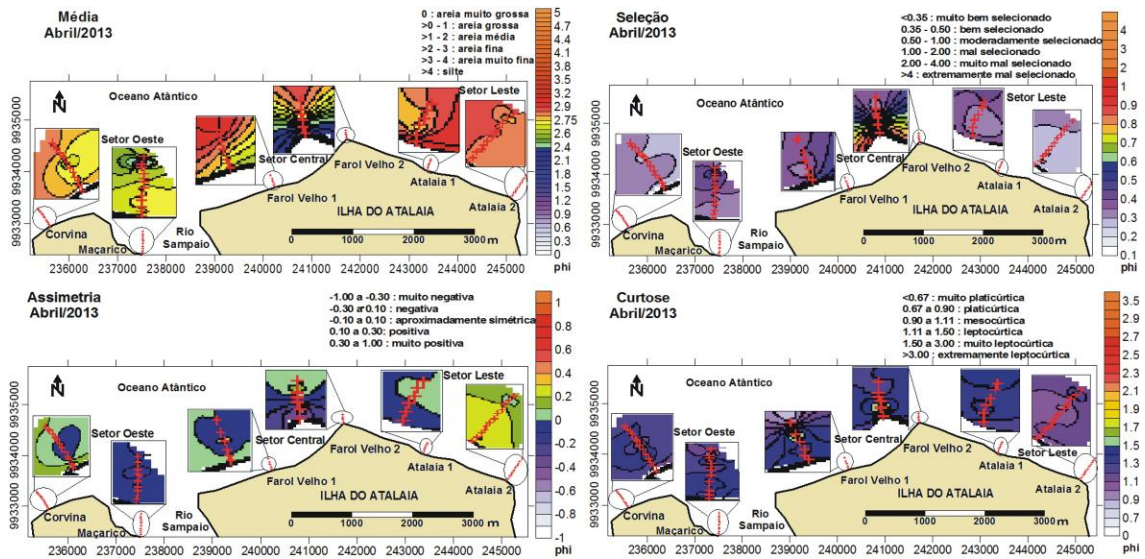 Média
Abril/2013
0 : areia muito grossa
>0 - 1 : areia grossa
>1 - 2 : areia média
>2 - 3 : areia fina
>3 - 4 : areia muito fina
>4 : silte
N
Oceano Atântico
Setor Oeste
Setor Central
Setor Leste
Farol Velho 2
Farol Velho 1
Atalaia 1
Atalaia 2
ILHA DO ATALAIA
Corvina
Maçarico
Rio
Sampaio
0 1000 2000 3000 m
9935000
9934000
9933000
236000 237000 238000 239000 240000 241000 242000 243000 244000 245000
5
4.5
4
3.8
3.5
3.2
3
2.9
2.75
2.6
2.4
2.2
2
1.6
1.3
1
0.6
0.3
0
phi
Seleção
Abril/2013
<0.35 : muito bem selecionado
0.35 - 0.50 : bem selecionado
0.50 - 1.00 : moderadamente selecionado
1.00 - 2.00 : mal selecionado
2.00 - 4.00 : muito mal selecionado
>4 : extremamente mal selecionado
N
Oceano Atântico
Setor Oeste
Setor Central
Setor Leste
Farol Velho 2
Farol Velho 1
Atalaia 1
Atalaia 2
ILHA DO ATALAIA
Corvina
Maçarico
Rio
Sampaio
0 1000 2000 3000 m
9935000
9934000
9933000
236000 237000 238000 239000 240000 241000 242000 243000 244000 245000
4
2
1
0.9
0.8
0.7
0.6
0.5
0.4
0.3
0.2
0.1
phi
Assimetria
Abril/2013
-1.00 a -0.30 : muito negativa
-0.30 a -0.10 : negativa
-0.10 a 0.10 : aproximadamente simétrica
0.10 a 0.30: positiva
0.30 a 1.00 : muito positiva
N
Oceano Atântico
Setor Oeste
Setor Central
Setor Leste
Farol Velho 2
Farol Velho 1
Atalaia 1
Atalaia 2
ILHA DO ATALAIA
Corvina
Maçarico
Rio
Sampaio
0 1000 2000 3000 m
9935000
9934000
9933000
236000 237000 238000 239000 240000 241000 242000 243000 244000 245000
1
0.8
0.6
0.4
0.2
0
-0.2
-0.4
-0.6
-0.8
-1
phi
Curtose
Abril/2013
<0.67 : muito platicúrtica
0.67 a 0.90 : platicúrtica
0.90 a 1.11 : mesocúrtica
1.11 a 1.50 : leptocúrtica
1.50 a 3.00 : muito leptocúrtica
>3.00 : extremamente leptocúrtica
N
Oceano Atântico
Setor Oeste
Setor Central
Setor Leste
Farol Velho 2
Farol Velho 1
Atalaia 1
Atalaia 2
ILHA DO ATALAIA
Corvina
Maçarico
Rio
Sampaio
0 1000 2000 3000 m
9935000
9934000
9933000
236000 237000 238000 239000 240000 241000 242000 243000 244000 245000
3.5
3
2.7
2.5
2.3
2
1.9
1.7
1.5
1.3
1.1
0.9
0.7
0
phi